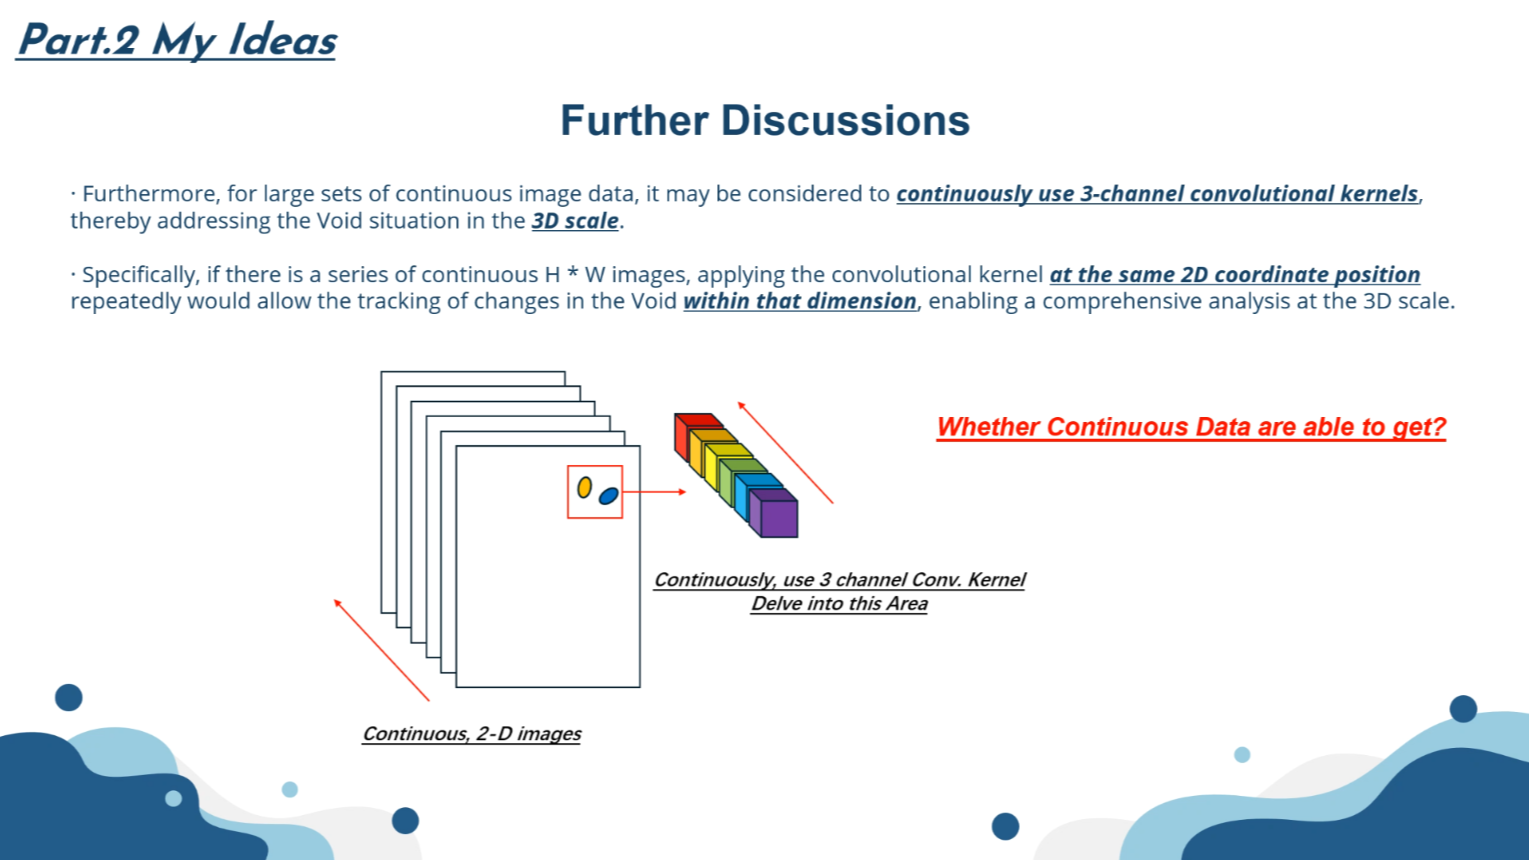 Part.2 My Ideas
Further Discussions
· Furthermore, for large sets of continuous image data, it may be considered to continuously use 3-channel convolutional kernels,
thereby addressing the Void situation in the 3D scale.
· Specifically, if there is a series of continuous H * W images, applying the convolutional kernel at the same 2D coordinate position
repeatedly would allow the tracking of changes in the Void within that dimension, enabling a comprehensive analysis at the 3D scale.
Whether Continuous Data are able to get?
Continuously, use 3 channel Conv. Kernel
Delve into this Area
Continuous, 2-D images